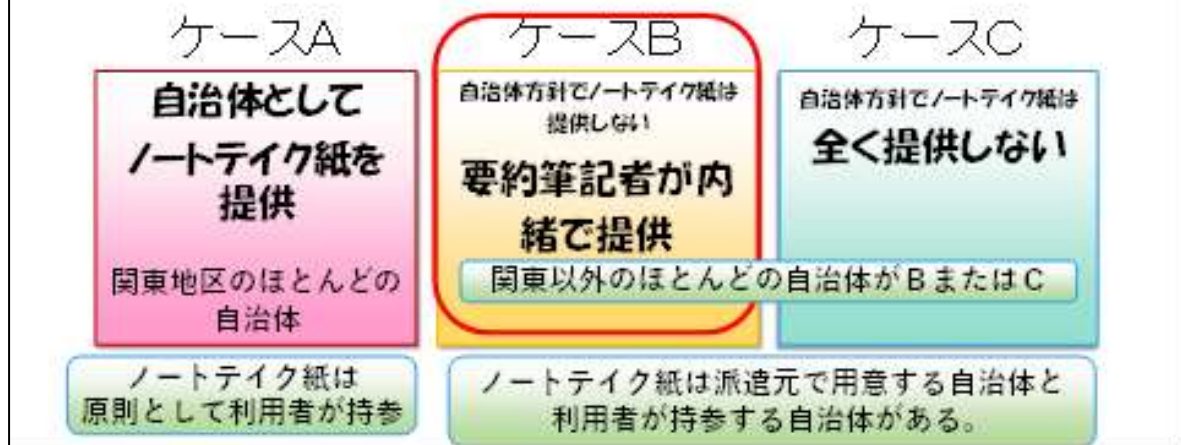 ケースA
自治体として
ノートテイク紙を
提供
関東地区のほとんどの
自治体
ノートテイク紙は
原則として利用者が持参
ケースB
自治体方針でノートテイク紙は
提供しない
要約筆記者が内
緒で提供
ケースC
自治体方針でノートテイク紙は
全く提供しない
関東以外のほとんどの自治体がBまたはC
ノートテイク紙は派遣元で用意する自治体と
利用者が持参する自治体がある。